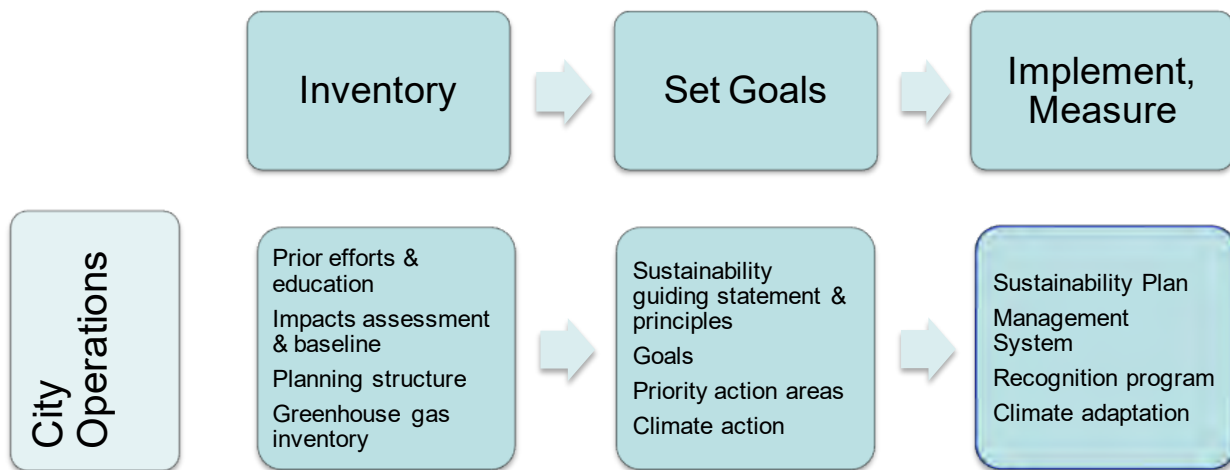 Inventory
Set Goals
Implement,
Measure
City
Operations
Prior efforts &
education
Impacts assessment
& baseline
Planning structure
Greenhouse gas
inventory
Sustainability
guiding statement &
principles
Goals
Priority action areas
Climate action
Sustainability Plan
Management
System
Recognition program
Climate adaptation